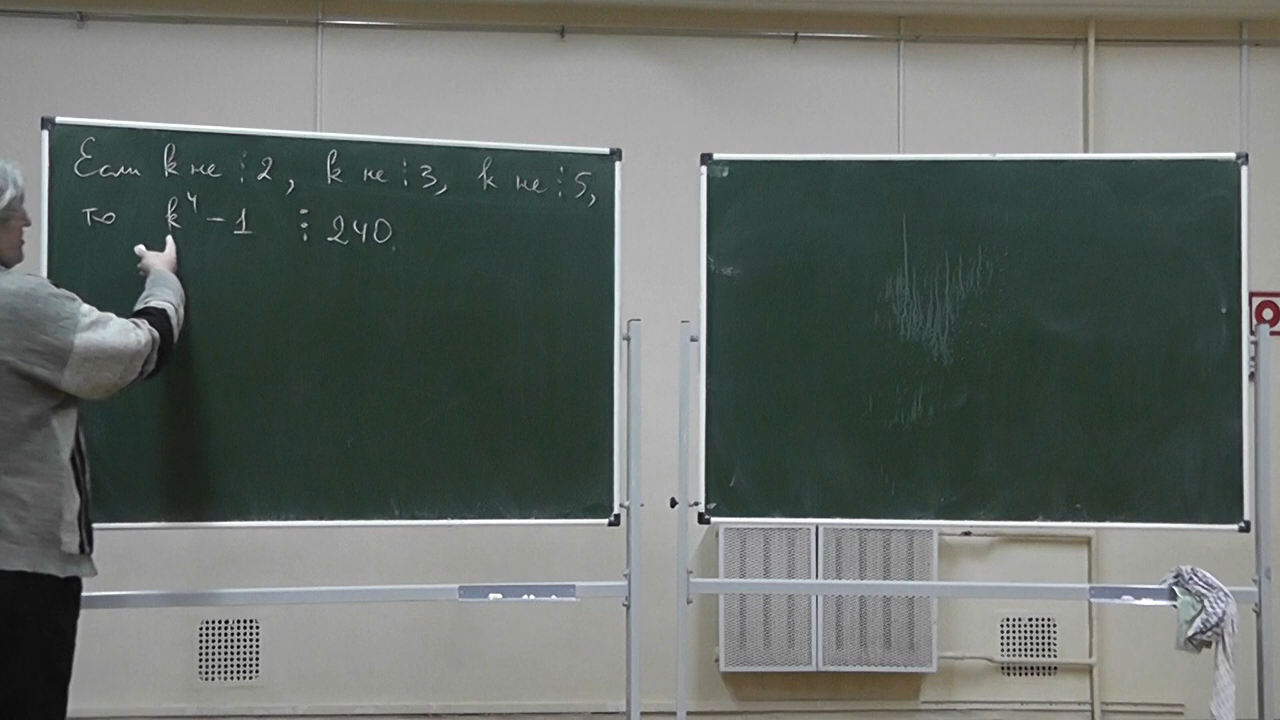 Если k не ⋮ 2, k не ⋮ 3, k не ⋮ 5,
то k⁴ – 1 ⋮ 240